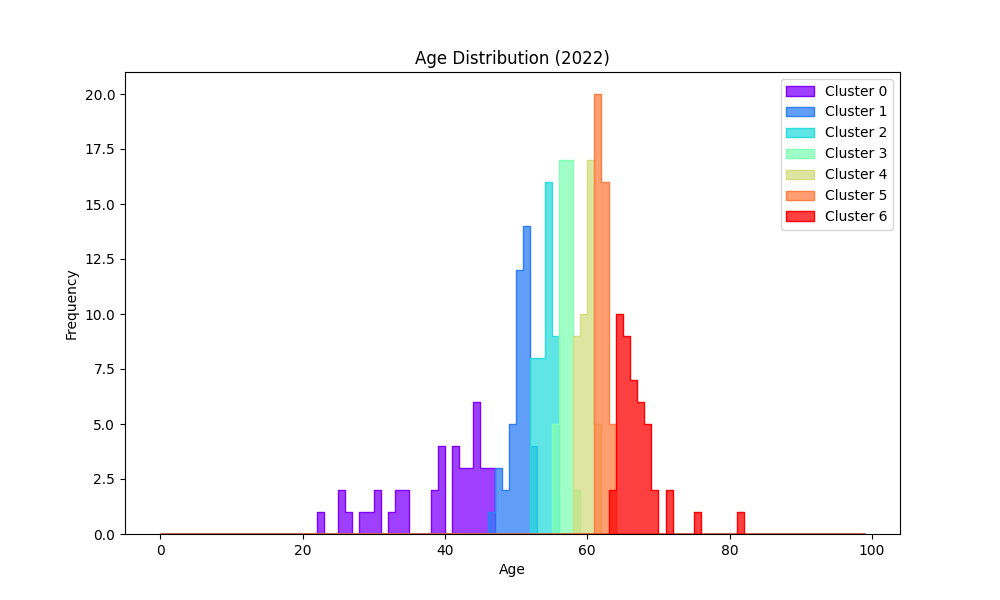 Age Distribution (2022)
Cluster 0
Cluster 1
Cluster 2
Cluster 3
Cluster 4
Cluster 5
Cluster 6
20.0
17.5
15.0
12.5
10.0
7.5
5.0
2.5
0.0
Frequency
0 20 40 60 80 100
Age